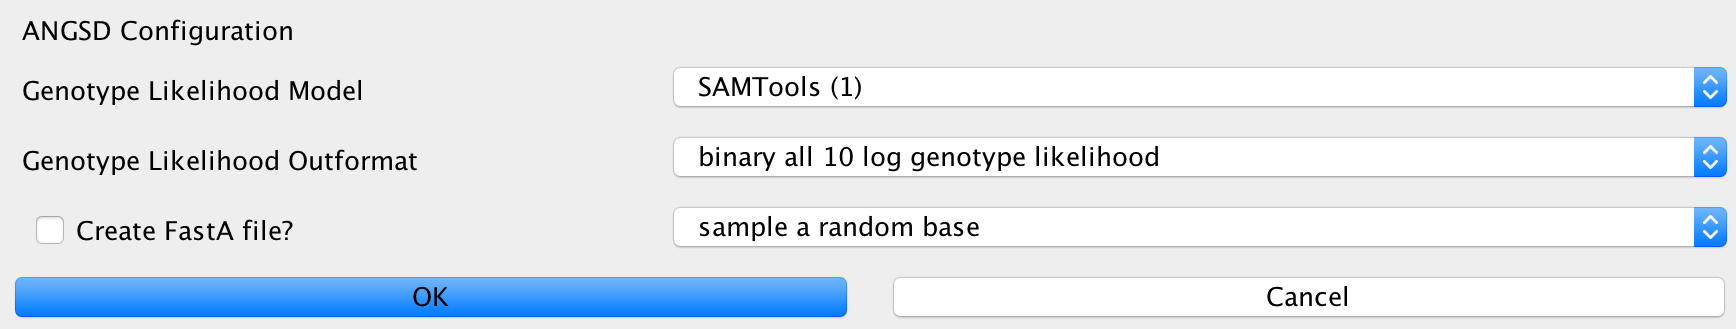 ANGSD Configuration
Genotype Likelihood Model SAMTools (1)
Genotype Likelihood Outformat binary all 10 log genotype likelihood
Create FastA file? sample a random base
OK Cancel